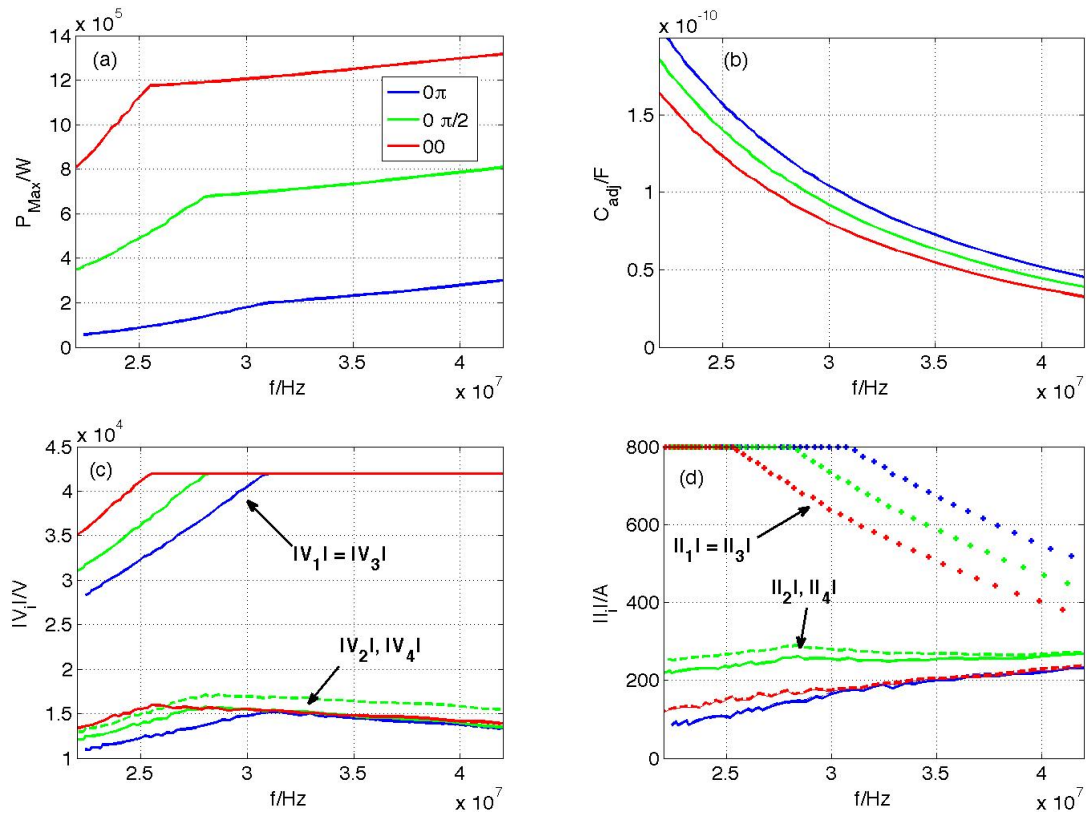 x 10^5
(a)
14
12
10
8
6
4
2
0
P_Max/W
0π
0 π/2
00
2.5
3
3.5
4
f/Hz
x 10^7
x 10^-10
(b)
1.5
1
0.5
0
C_adj/F
2.5
3
3.5
4
f/Hz
x 10^7
x 10^4
(c)
4.5
4
3.5
3
2.5
2
1.5
1
|V_i|/V
|V_1| = |V_3|
|V_2|, |V_4|
2.5
3
3.5
4
f/Hz
x 10^7
(d)
800
600
400
200
0
|I_i|/A
|I_1| = |I_3|
|I_2|, |I_4|
2.5
3
3.5
4
f/Hz
x 10^7